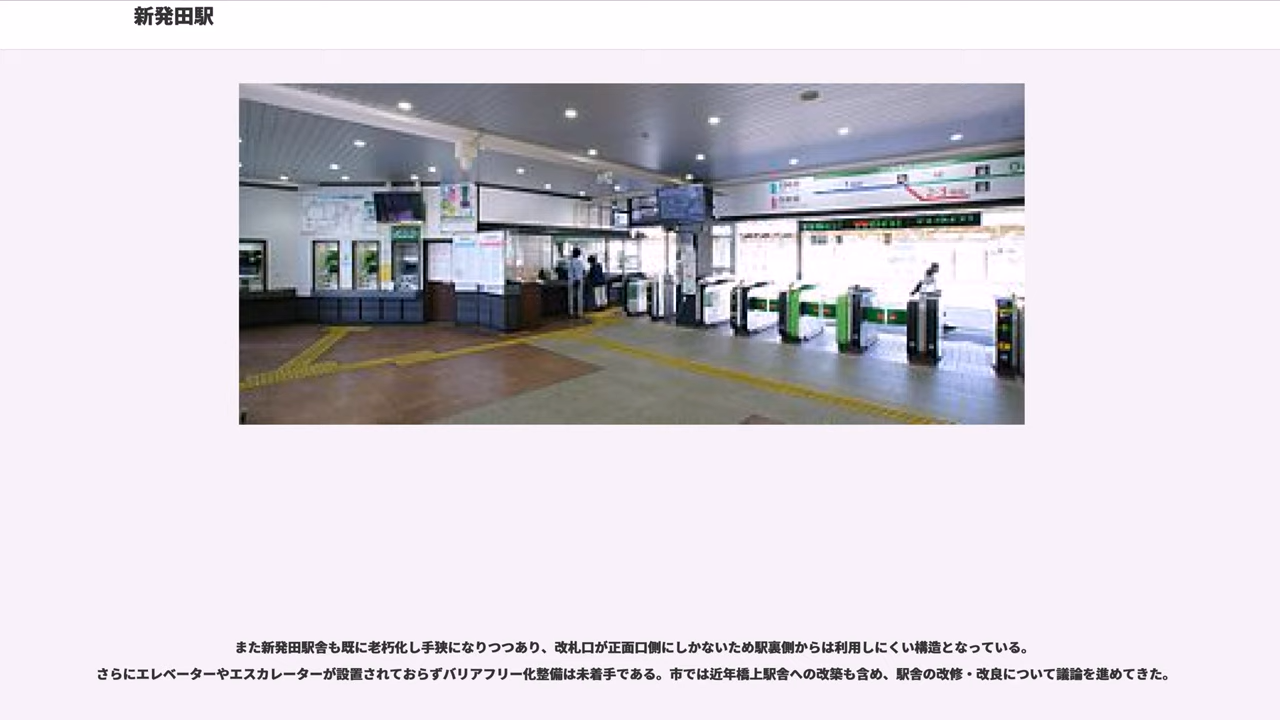 新発田駅
また新発田駅舎も既に老朽化し手狭になりつつあり、改札口が正面口側にしかないため駅裏側からは利用しにくい構造となっている。
さらにエレベーターやエスカレーターが設置されておらずバリアフリー化整備は未着手である。市では近年橋上駅舎への改築も含め、駅舎の改修・改良について議論を進めてきた。